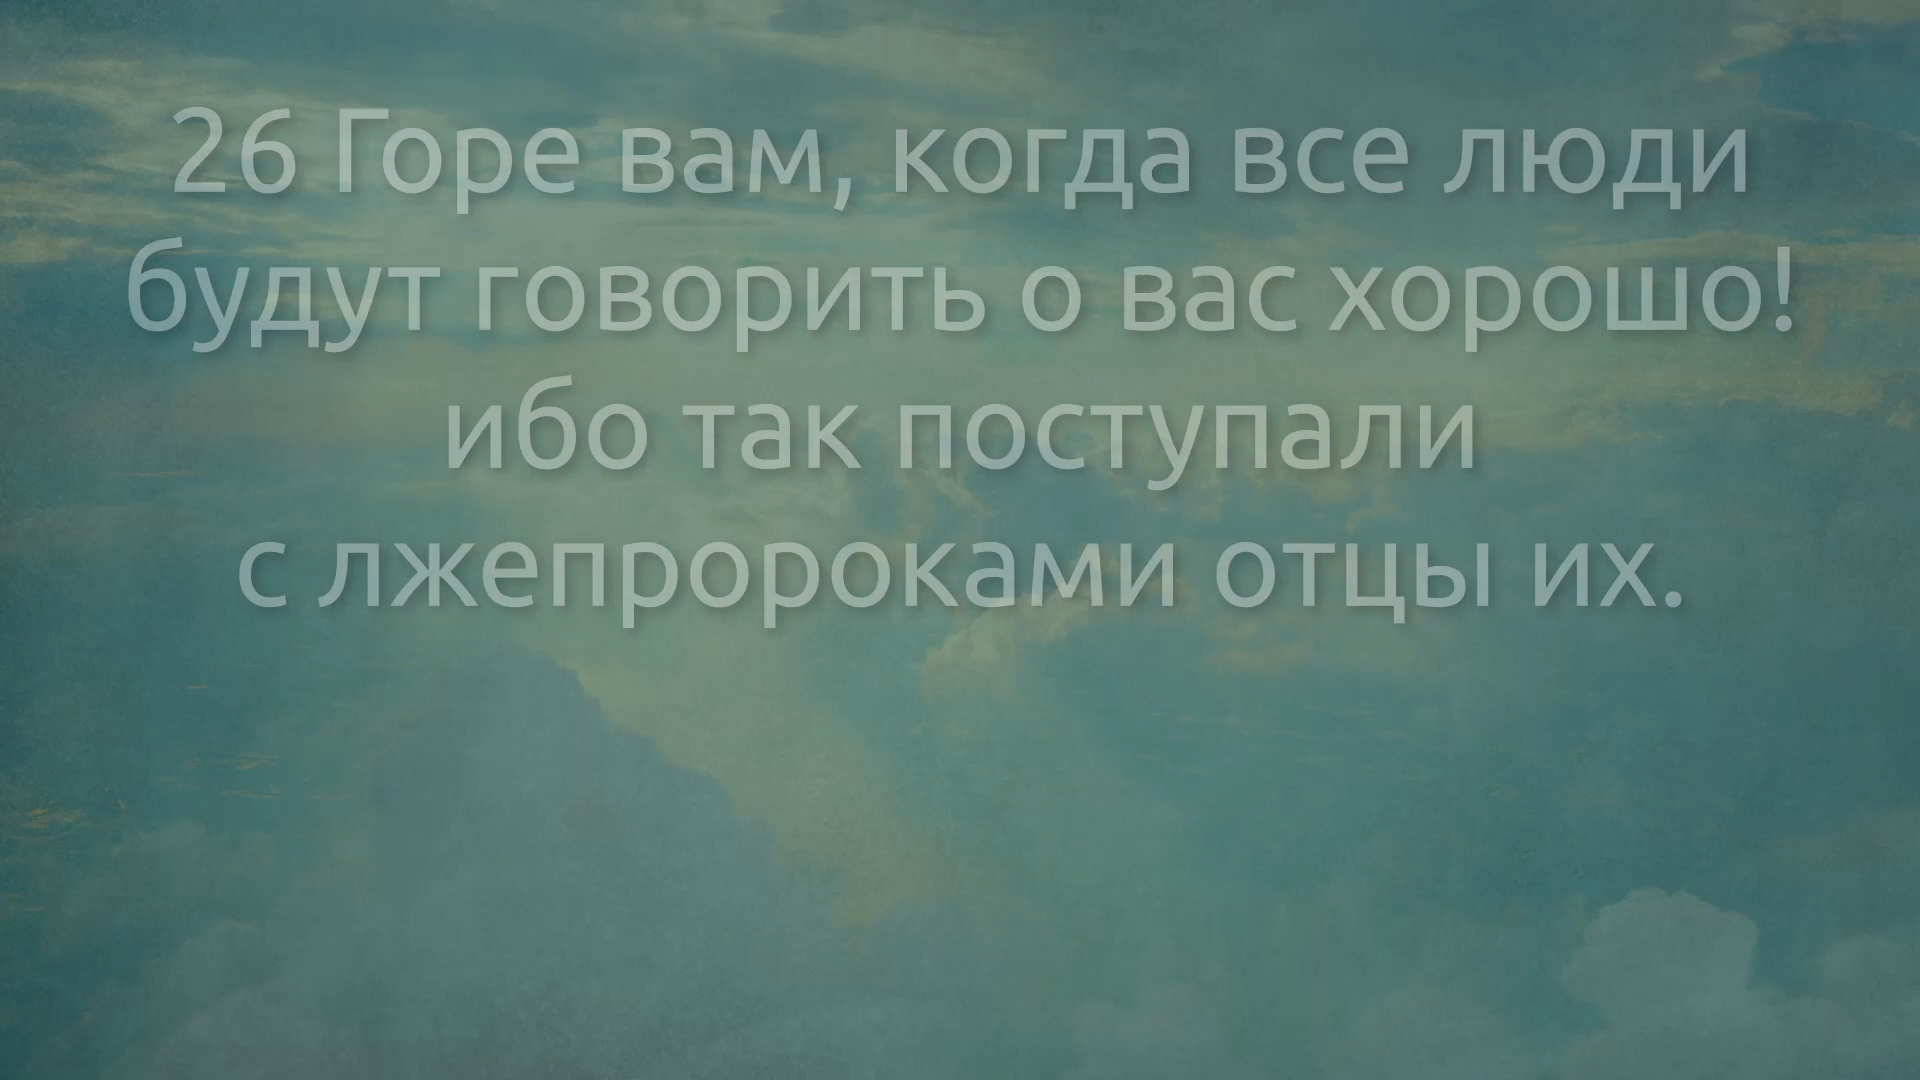 26 Горе вам, когда все люди
будут говорить о вас хорошо!
ибо так поступали
с лжепророками отцы их.